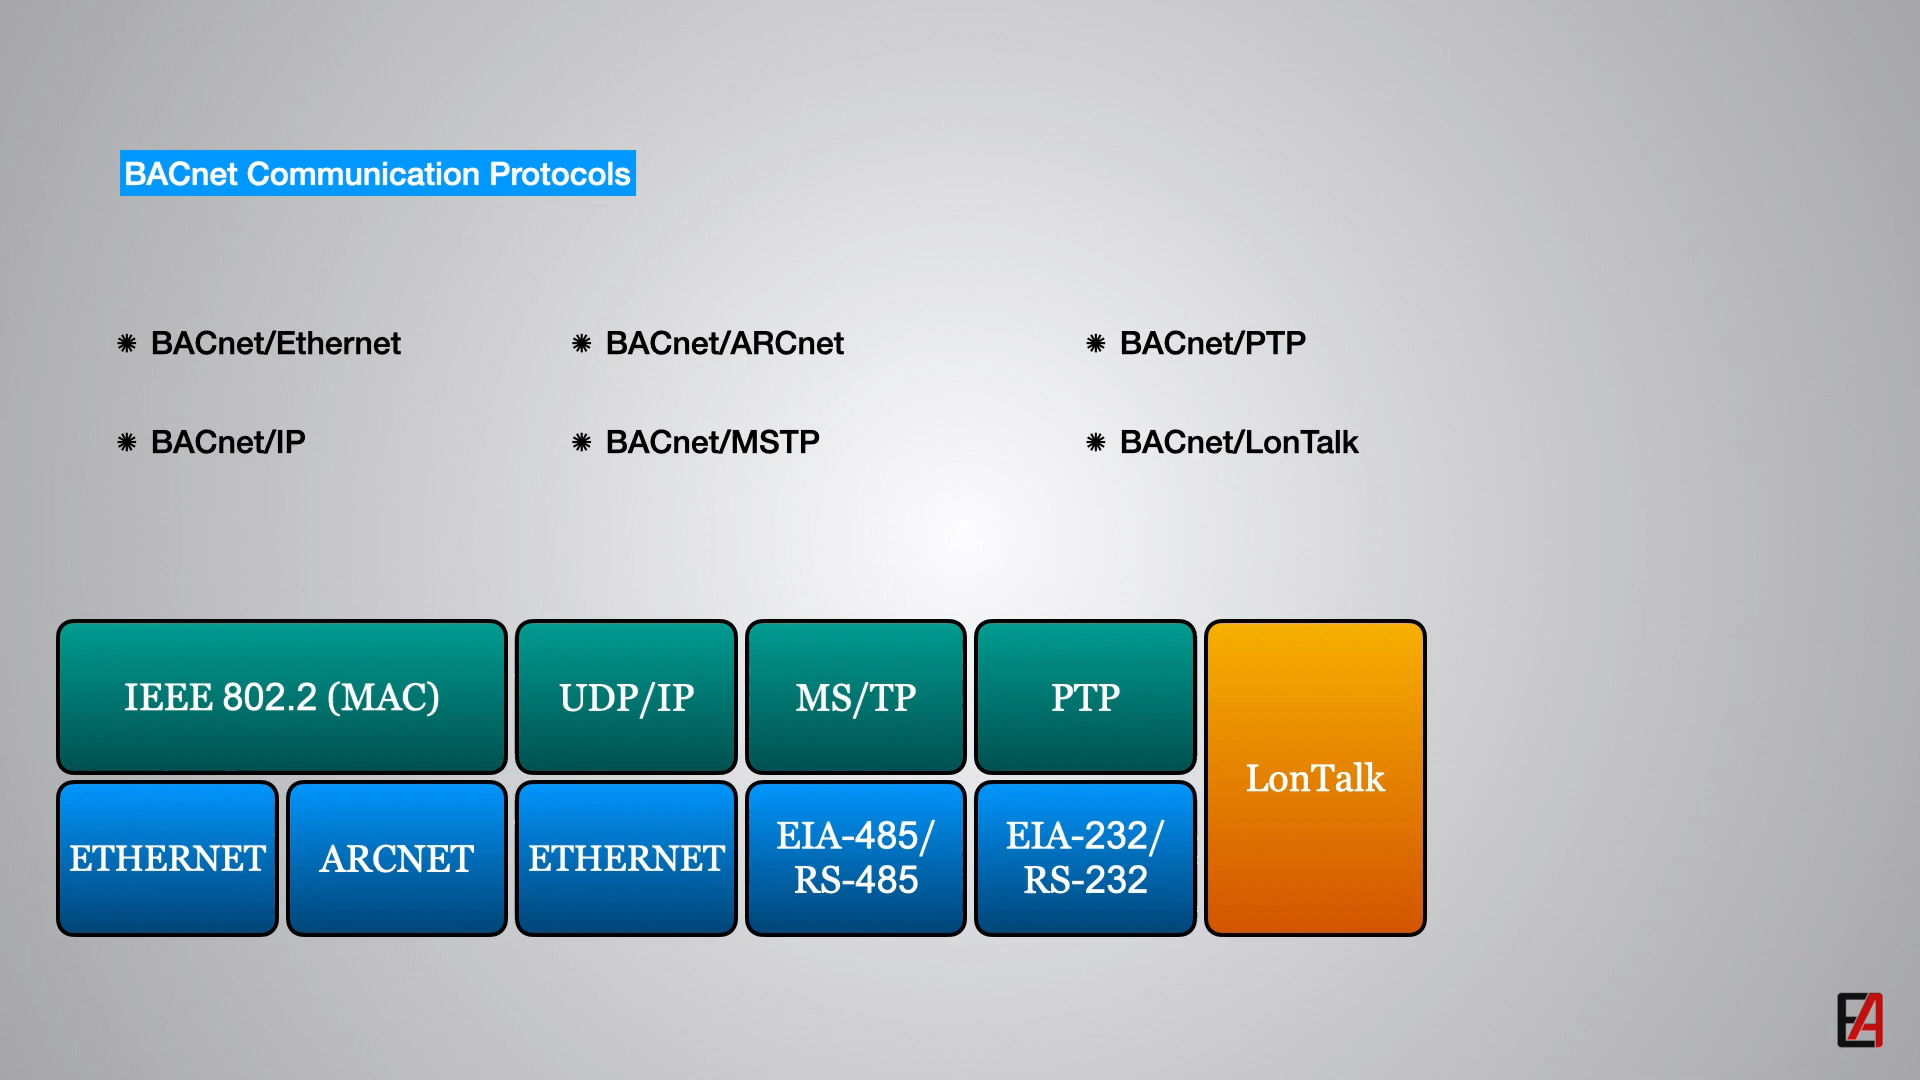 BACnet Communication Protocols
BACnet/Ethernet
BACnet/ARCnet
BACnet/PTP
BACnet/IP
BACnet/MSTP
BACnet/LonTalk
IEEE 802.2 (MAC)
UDP/IP
MS/TP
PTP
LonTalk
ETHERNET
ARCNET
ETHERNET
EIA-485/
RS-485
EIA-232/
RS-232
EA